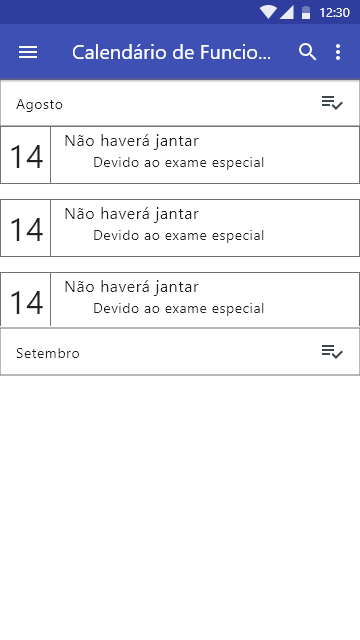 12:30
Calendário de Funcio...
Agosto
14
Não haverá jantar
Devido ao exame especial
14
Não haverá jantar
Devido ao exame especial
14
Não haverá jantar
Devido ao exame especial
Setembro